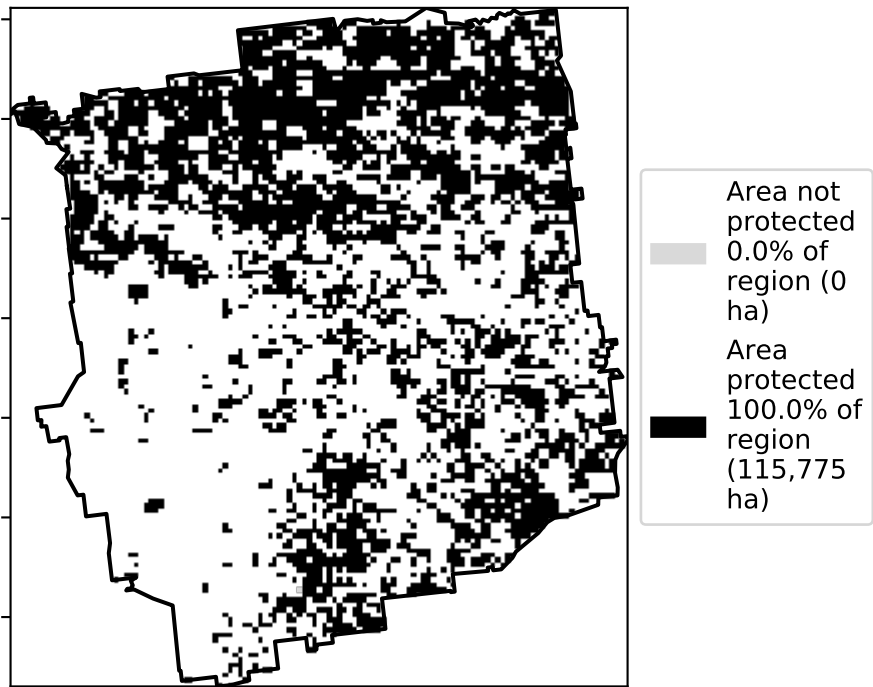 Area not
protected
0.0% of
region (0
ha)
Area
protected
100.0% of
region
(115,775
ha)